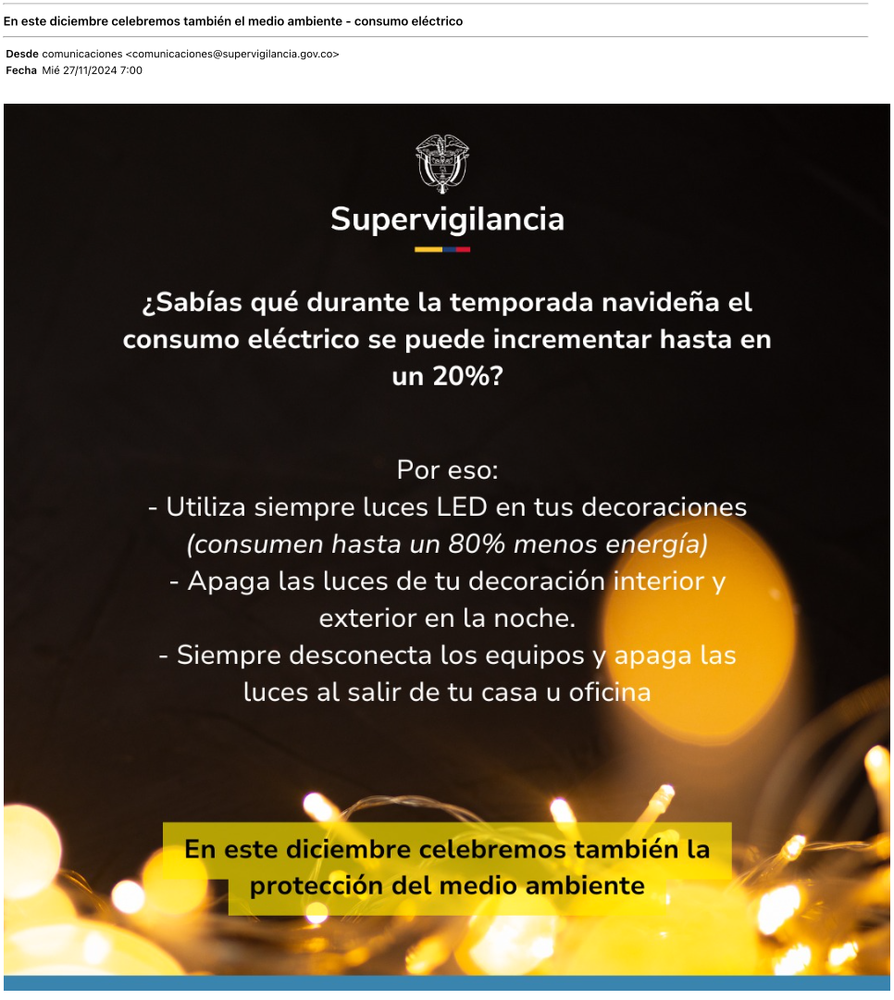 En este diciembre celebremos también el medio ambiente - consumo eléctrico
Desde comunicaciones <comunicaciones@supervigilancia.gov.co>
Fecha Mié 27/11/2024 7:00
Supervigilancia
¿Sabías qué durante la temporada navideña el
consumo eléctrico se puede incrementar hasta en
un 20%?
Por eso:
- Utiliza siempre luces LED en tus decoraciones
(consumen hasta un 80% menos energía)
- Apaga las luces de tu decoración interior y
exterior en la noche.
- Siempre desconecta los equipos y apaga las
luces al salir de tu casa u oficina
En este diciembre celebremos también la
protección del medio ambiente